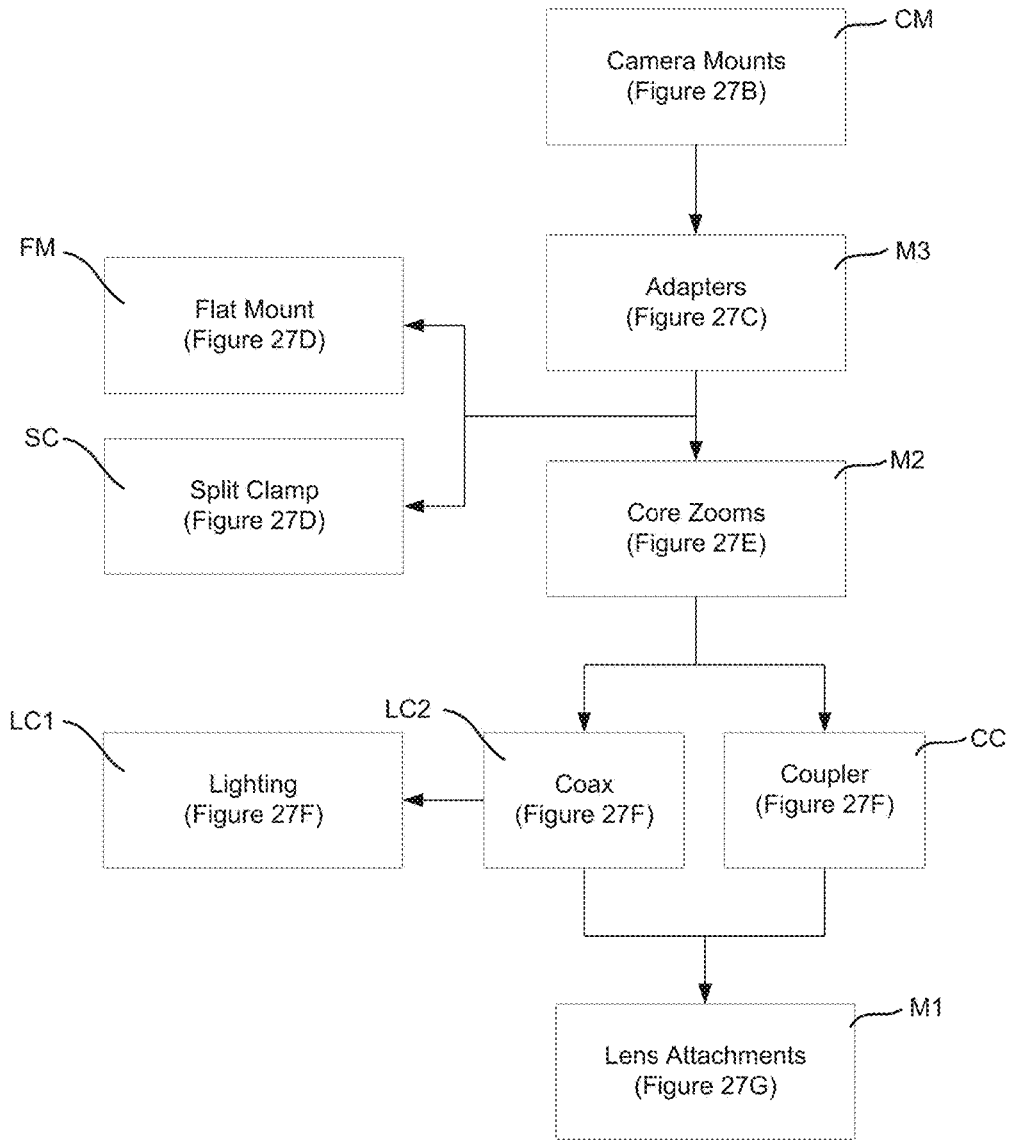 CM
Camera Mounts
(Figure 27B)
M3
Adapters
(Figure 27C)
FM
Flat Mount
(Figure 27D)
SC
Split Clamp
(Figure 27D)
M2
Core Zooms
(Figure 27E)
LC1
Lighting
(Figure 27F)
LC2
Coax
(Figure 27F)
CC
Coupler
(Figure 27F)
M1
Lens Attachments
(Figure 27G)